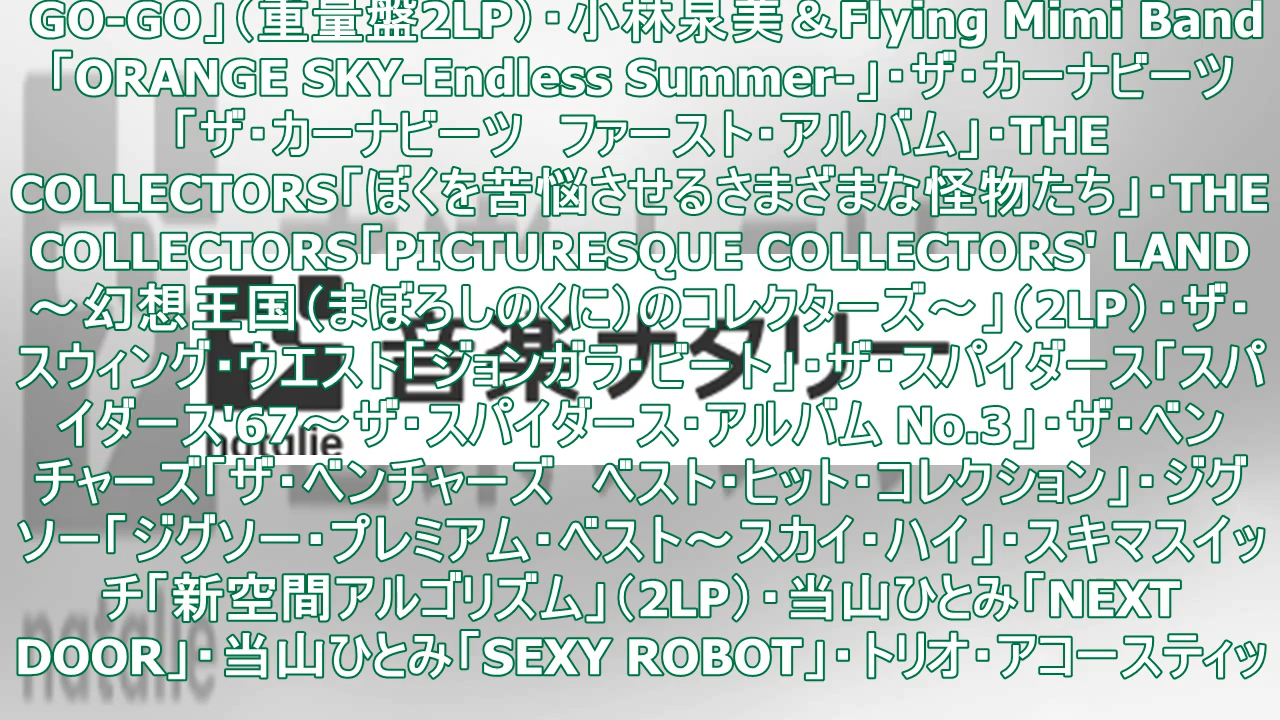 GO-GO」（重量盤2LP）・小林泉美＆Flying Mimi Band
「ORANGE SKY-Endless Summer-」・ザ・カーナビーツ
「ザ・カーナビーツ　ファースト・アルバム」・THE
COLLECTORS「ぼくを苦悩させるさまざまな怪物たち」・THE
COLLECTORS「PICTURESQUE COLLECTORS' LAND
～幻想王国（まぼろしのくに）のコレクターズ～」（2LP）・ザ・
スウィング・ウエスト「ジョンガラ・ビート」・ザ・スパイダース「スパ
イダース'67～ザ・スパイダース・アルバム No.3」・ザ・ベン
チャーズ「ザ・ベンチャーズ　ベスト・ヒット・コレクション」・ジグ
ソー「ジグソー・プレミアム・ベスト～スカイ・ハイ」・スキマスイッ
チ「新空間アルゴリズム」（2LP）・当山ひとみ「NEXT
DOOR」・当山ひとみ「SEXY ROBOT」・トリオ・アコースティッ
音楽ナタリー
natalie
natalie